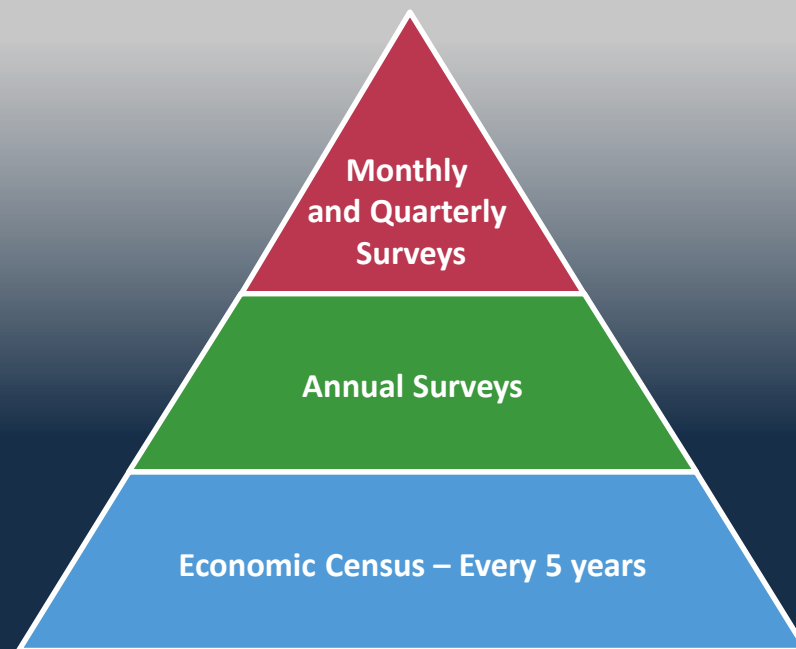 Monthly
and Quarterly
Surveys
Annual Surveys
Economic Census – Every 5 years